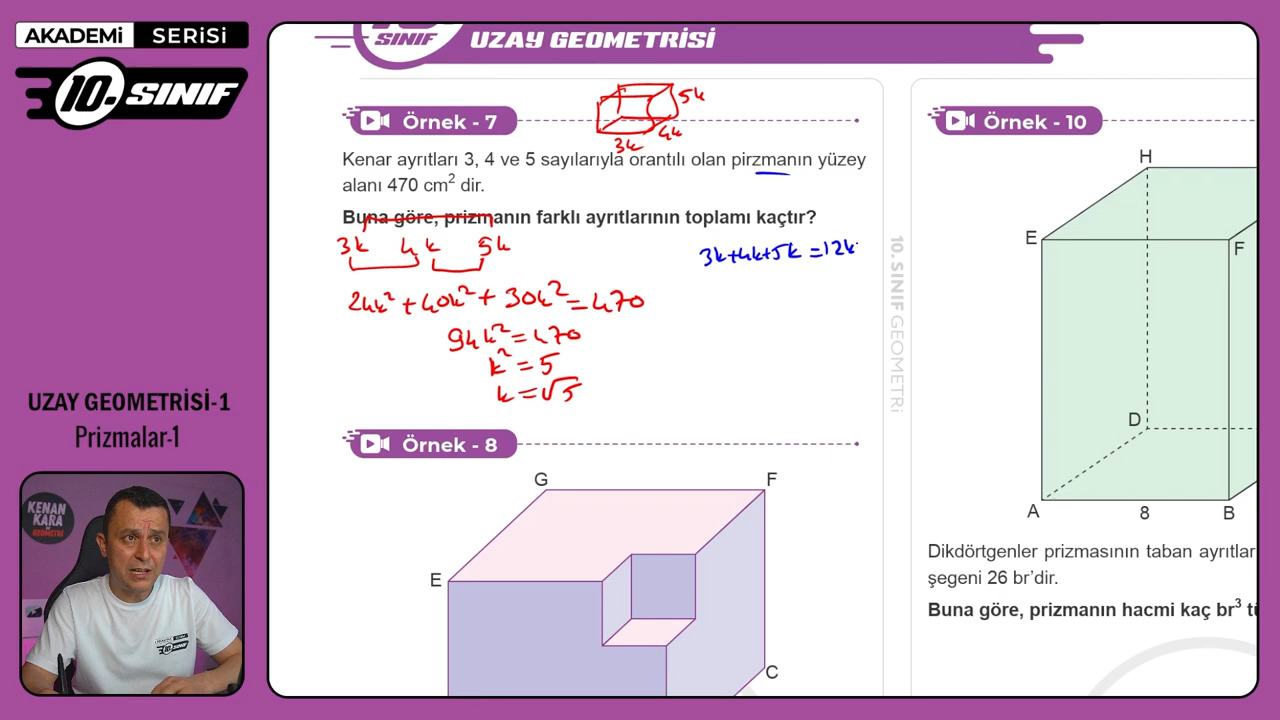 AKADEMİ SERİSİ
10. SINIF
UZAY GEOMETRİSİ-1
Prizmalar-1
KENAN
KARA
GEOMETRİ
10. SINIF
SINIF
UZAY GEOMETRİSİ
Örnek - 7
5k
4k
3k
Kenar ayrıtları 3, 4 ve 5 sayılarıyla orantılı olan pirzmanın yüzey
alanı 470 cm² dir.
Buna göre, prizmanın farklı ayrıtlarının toplamı kaçtır?
3k 4k 5k
3k+4k+5k=12k
24k²+40k²+30k²=470
94k²=470
k²=5
k=√5
Örnek - 8
G
F
E
C
10. SINIF GEOMETRİ
Örnek - 10
H
E
F
D
A
8
B
Dikdörtgenler prizmasının taban ayrıtlar
şegeni 26 br'dir.
Buna göre, prizmanın hacmi kaç br³ tü